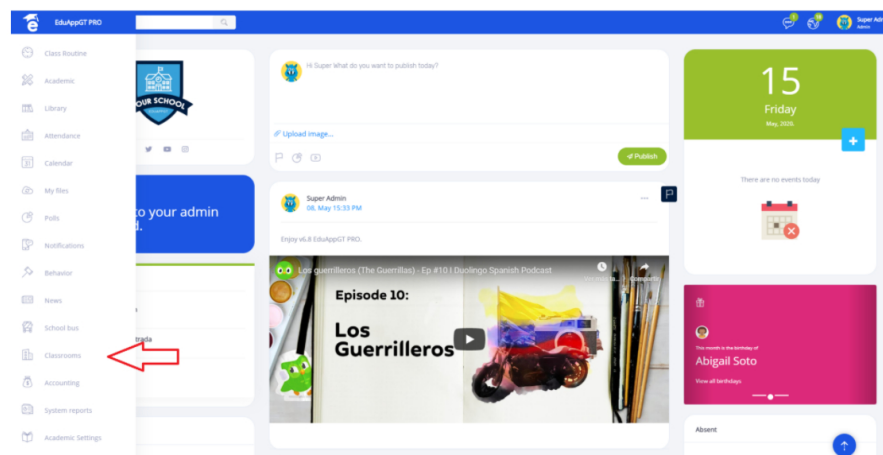 EduAppGT PRO
Super Adm
Admin
Class Routine
Academic
Library
Attendance
Calendar
My files
Polls
Notifications
Behavior
News
School bus
Classrooms
Accounting
System reports
Academic Settings
OUR SCHOOL
to your admin
trada
Hi Super What do you want to publish today?
Upload image...
Publish
Super Admin
08, May 15:33 PM
Enjoy v6.8 EduAppGT PRO.
Los guerrilleros (The Guerrillas) - Ep #10 I Duolingo Spanish Podcast
Episode 10:
Los
Guerrilleros
15
Friday
May, 2020.
There are no events today
This month is the birthday of
Abigail Soto
View all birthdays
Absent